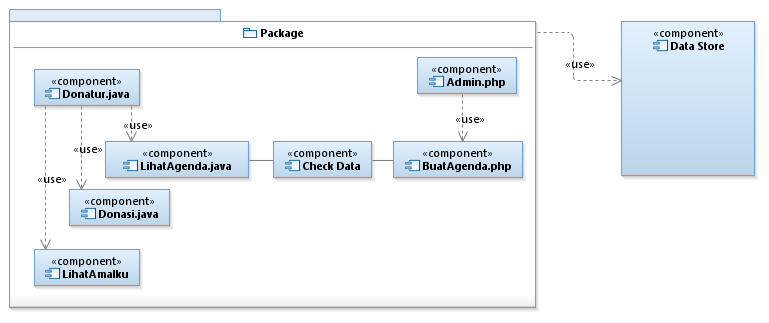 Package
«component»
Data Store
«use»
«component»
Donatur.java
«component»
Admin.php
«use»
«use»
«use»
«use»
«component»
LihatAgenda.java
«component»
Check Data
«component»
BuatAgenda.php
«component»
Donasi.java
«component»
LihatAmalku